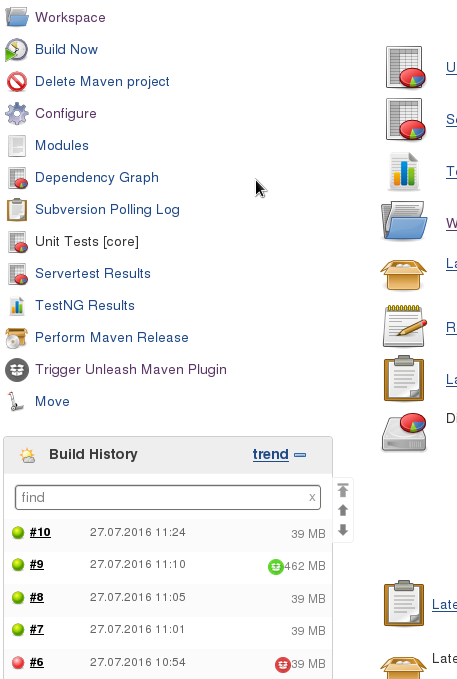 Workspace
Build Now
Delete Maven project
Configure
Modules
Dependency Graph
Subversion Polling Log
Unit Tests [core]
Servertest Results
TestNG Results
Perform Maven Release
Trigger Unleash Maven Plugin
Move
Build History
trend
find
x
#10 27.07.2016 11:24 39 MB
#9 27.07.2016 11:10 462 MB
#8 27.07.2016 11:05 39 MB
#7 27.07.2016 11:01 39 MB
#6 27.07.2016 10:54 39 MB
U
Se
Te
W
La
R
La
Di
Late
Late